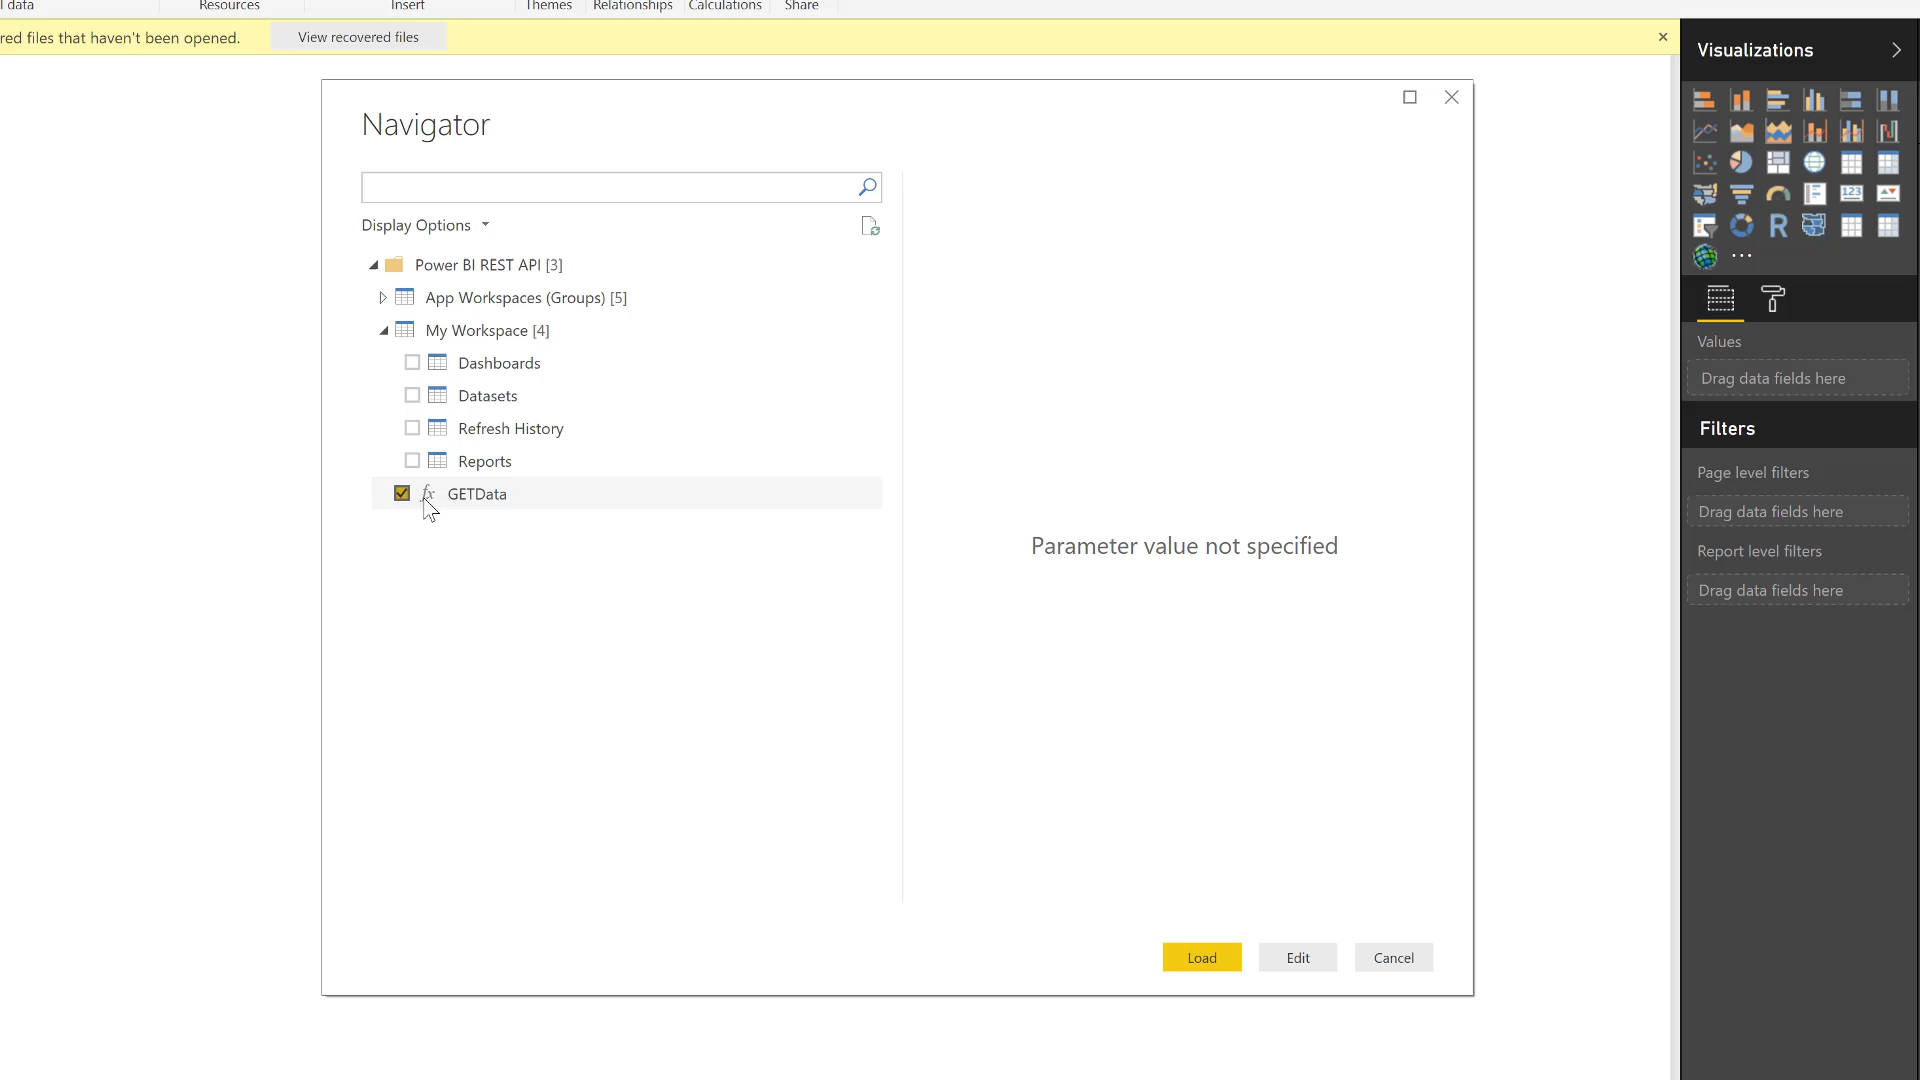 data
Resources
Insert
Themes
Relationships
Calculations
Share
red files that haven't been opened.
View recovered files
Navigator
Display Options
Power BI REST API [3]
App Workspaces (Groups) [5]
My Workspace [4]
Dashboards
Datasets
Refresh History
Reports
fx GETData
Parameter value not specified
Load
Edit
Cancel
Visualizations
123
R
Values
Drag data fields here
Filters
Page level filters
Drag data fields here
Report level filters
Drag data fields here